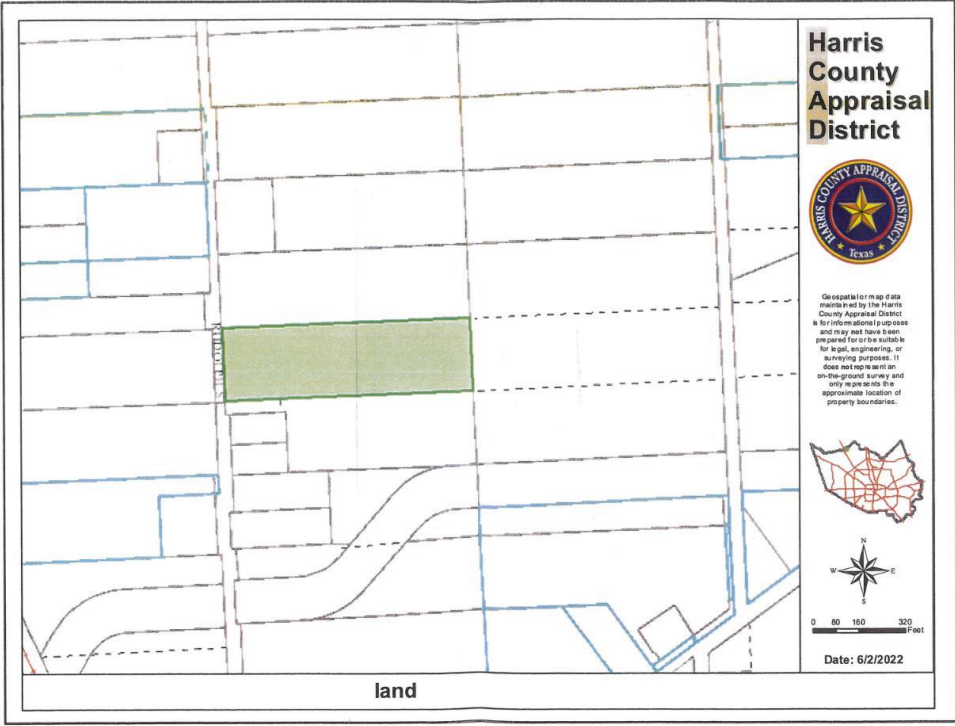 Harris
County
Appraisal
District
HARRIS COUNTY APPRAISAL DISTRICT
Texas
Geospatial or map data
maintained by the Harris
County Appraisal District
is for informational purposes
and may not have been
prepared for or be suitable
for legal, engineering, or
surveying purposes. It
does not represent an
on-the-ground survey and
only represents the
approximate location of
property boundaries.
N
W E
S
0 80 160 320
Feet
Date: 6/2/2022
land